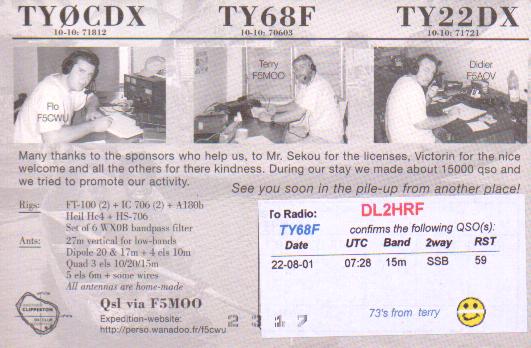 TYØCDX
10-10: 71812
TY68F
10-10: 70603
TY22DX
10-10: 71721
Flo
F5CWU
Terry
F5MOO
Didier
F5AOV
Many thanks to the sponsors who help us, to Mr. Sekou for the licenses, Victorin for the nice
welcome and all the others for there kindness. During our stay we made about 15000 qso and
we tried to promote our activity.
See you soon in the pile-up from another place!
Rigs: FT-100 (2) + IC 706 (2) + A180b
Heil He4 + HS-706
Set of 6 WX0B bandpass filter
Ants: 27m vertical for low-bands
Dipole 20 & 17m + 4 els 10m
Quad 3 els 10/20/15m
5 els 6m + some wires
All antennas are home-made
Qsl via F5MOO
Expedition-website:
http://perso.wanadoo.fr/f5cwu
CLIPPERTON
DX CLUB
2317
To Radio: DL2HRF
TY68F confirms the following QSO(s):
Date UTC Band 2way RST
22-08-01 07:28 15m SSB 59
73's from terry